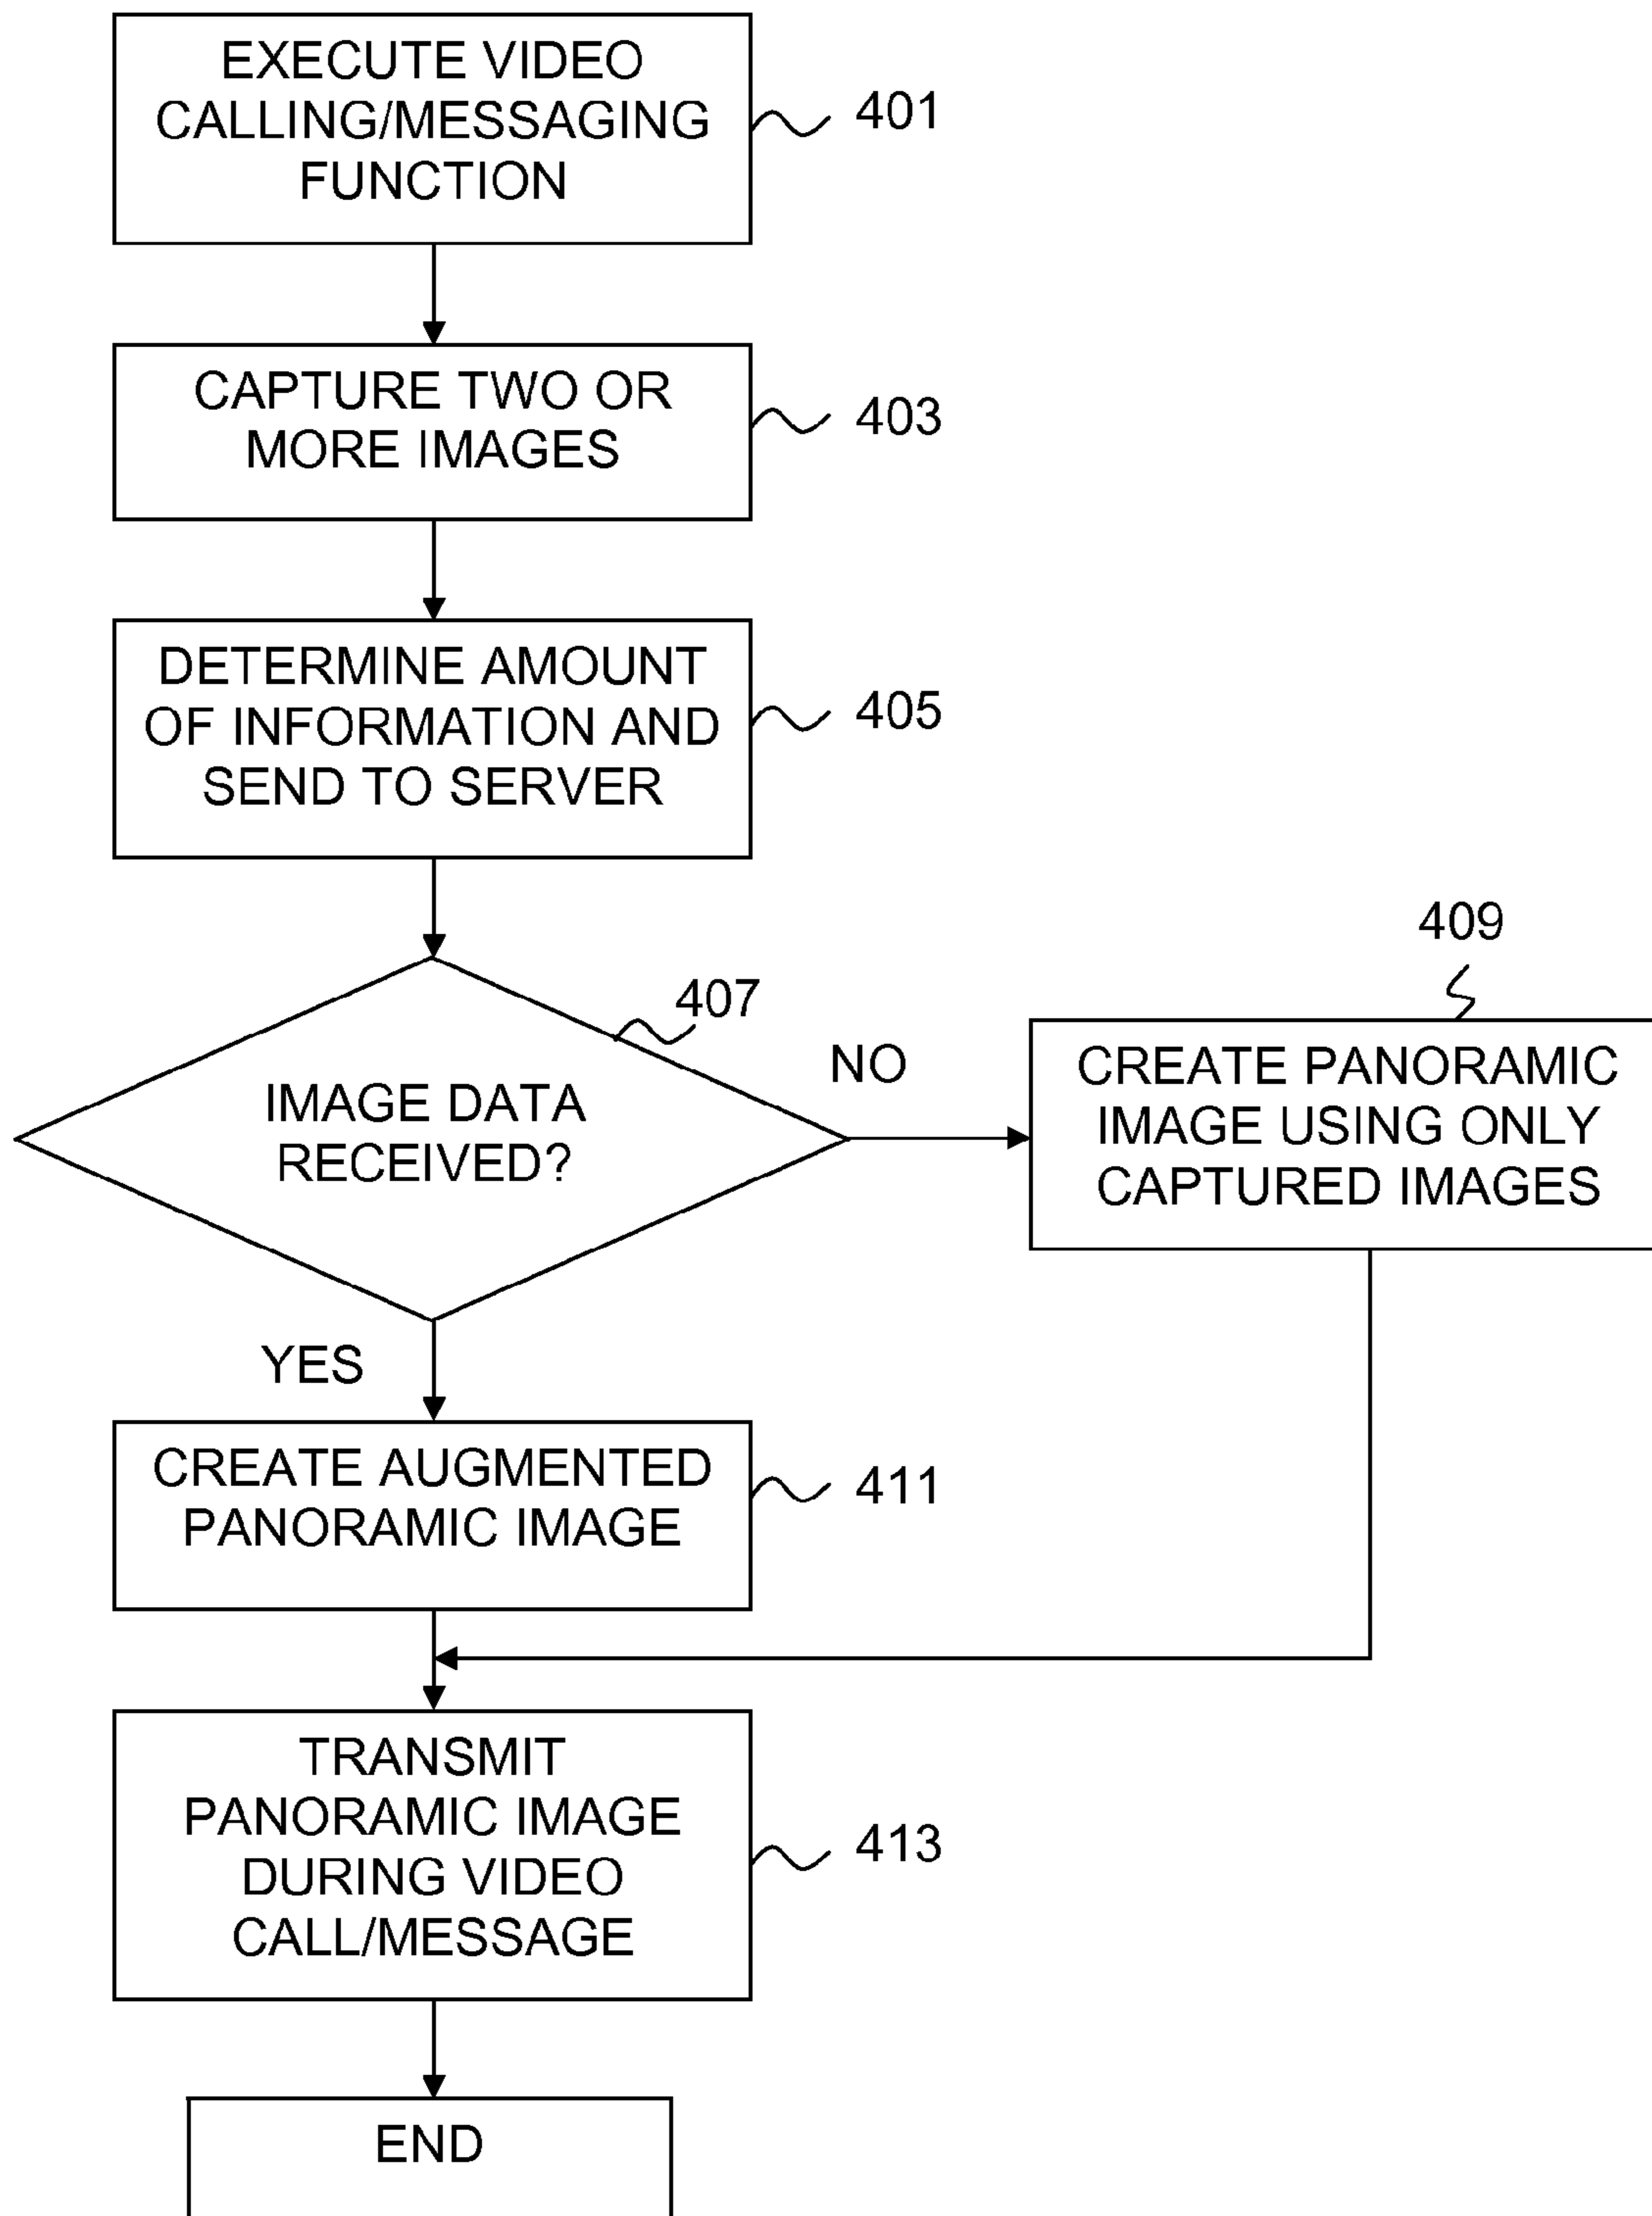 EXECUTE VIDEO
CALLING/MESSAGING
FUNCTION
401
CAPTURE TWO OR
MORE IMAGES
403
DETERMINE AMOUNT
OF INFORMATION AND
SEND TO SERVER
405
407
IMAGE DATA
RECEIVED?
NO
409
CREATE PANORAMIC
IMAGE USING ONLY
CAPTURED IMAGES
YES
CREATE AUGMENTED
PANORAMIC IMAGE
411
TRANSMIT
PANORAMIC IMAGE
DURING VIDEO
CALL/MESSAGE
413
END